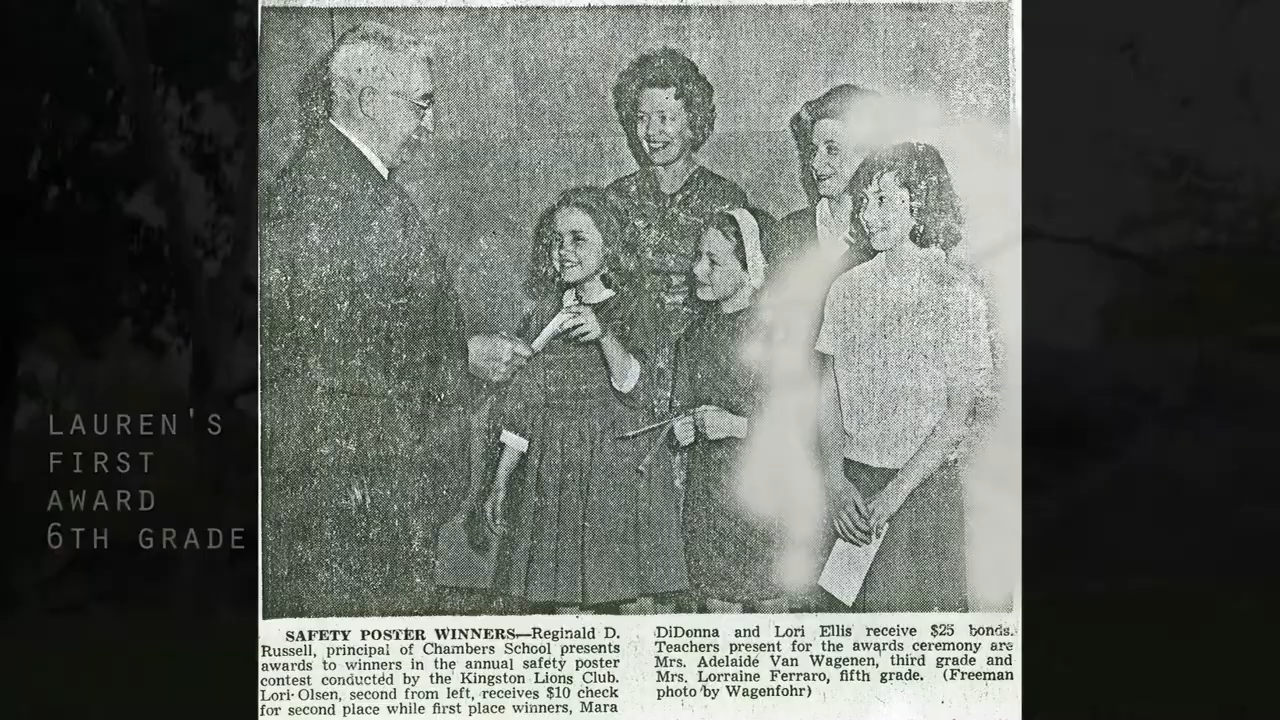 LAUREN'S
FIRST
AWARD
6TH GRADE
SAFETY POSTER WINNERS—Reginald D.
Russell, principal of Chambers School presents
awards to winners in the annual safety poster
contest conducted by the Kingston Lions Club.
Lori Olsen, second from left, receives $10 check
for second place while first place winners, Mara
DiDonna and Lori Ellis receive $25 bonds.
Teachers present for the awards ceremony are
Mrs. Adelaide Van Wagenen, third grade and
Mrs. Lorraine Ferraro, fifth grade. (Freeman
photo by Wagenfohr)